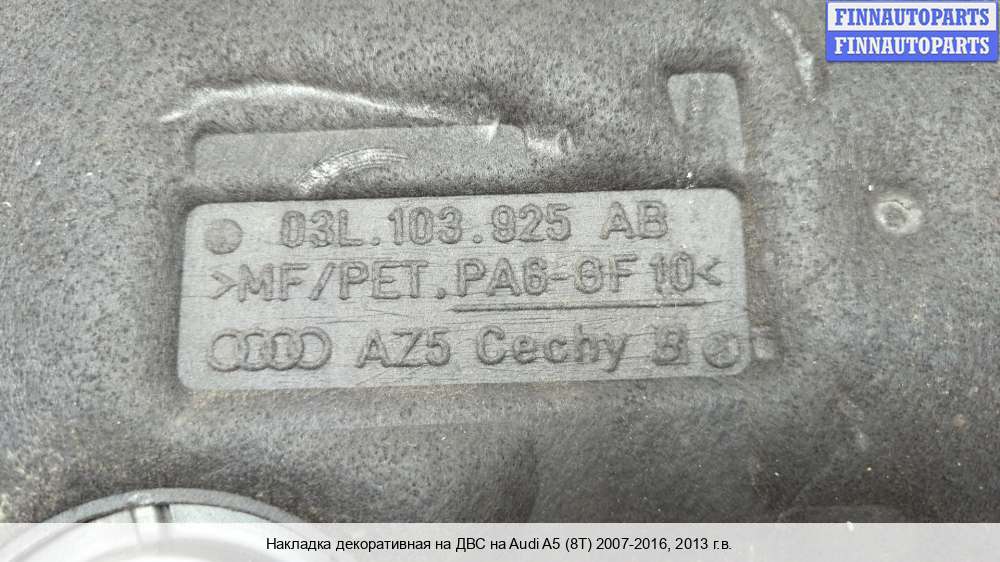 FINNAUTOPARTS
FINNAUTOPARTS
03L.103.925 AB
>MF/PET.PA6-GF10<
AZ5 Cechy
Накладка декоративная на ДВС на Audi A5 (8T) 2007-2016, 2013 г.в.